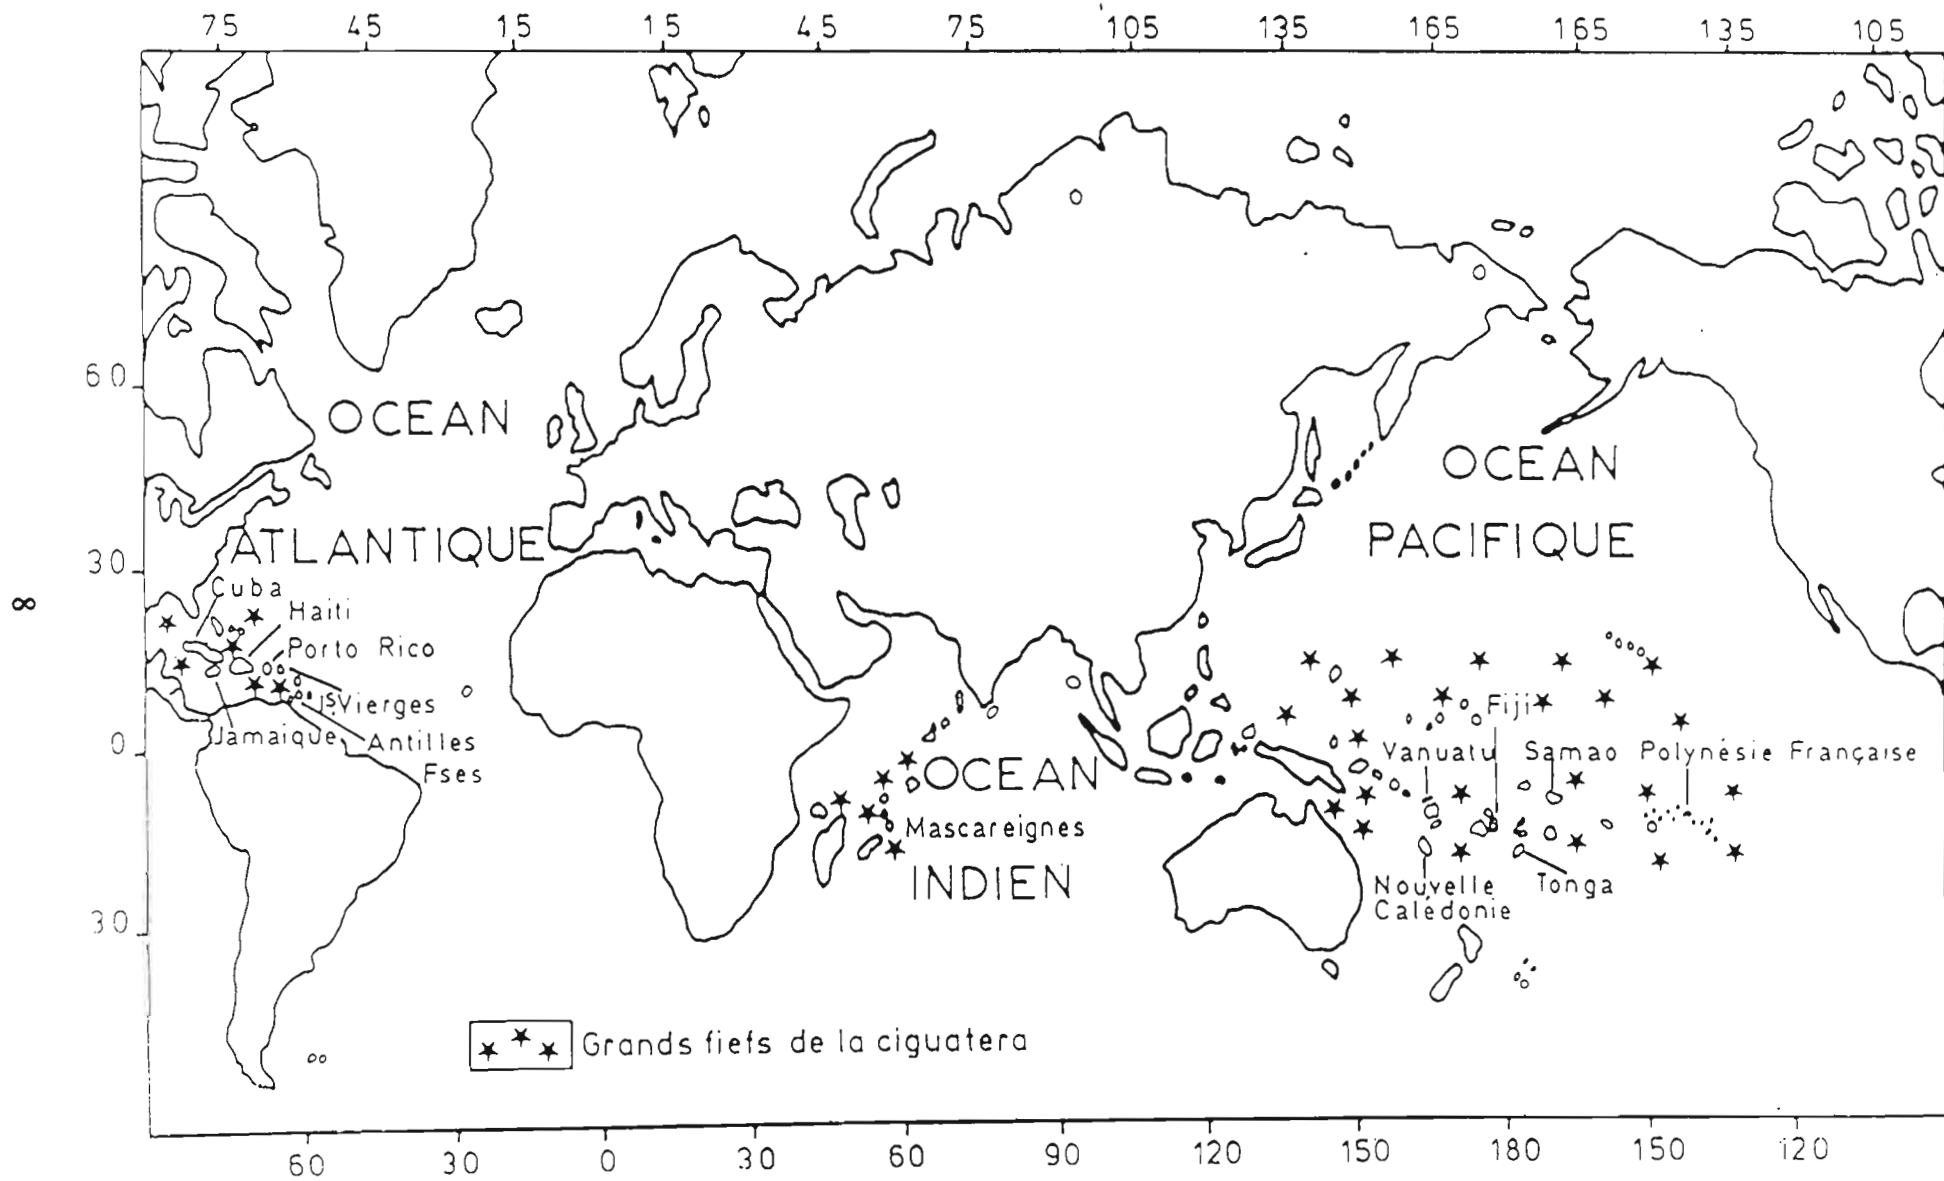 75 45 15 15 45 75 105 135 165 165 135 105
60
OCEAN
OCEAN
ATLANTIQUE
PACIFIQUE
30
Cuba
8
Haiti
Porto Rico
Is Vierges
Fiji
Jamaique
Antilles
Fses
0
Vanuatu
Samao
Polynésie Française
OCEAN
Mascareignes
INDIEN
Nouvelle
Calédonie
Tonga
30
Grands fiefs de la ciguatera
60 30 0 30 60 90 120 150 180 150 120